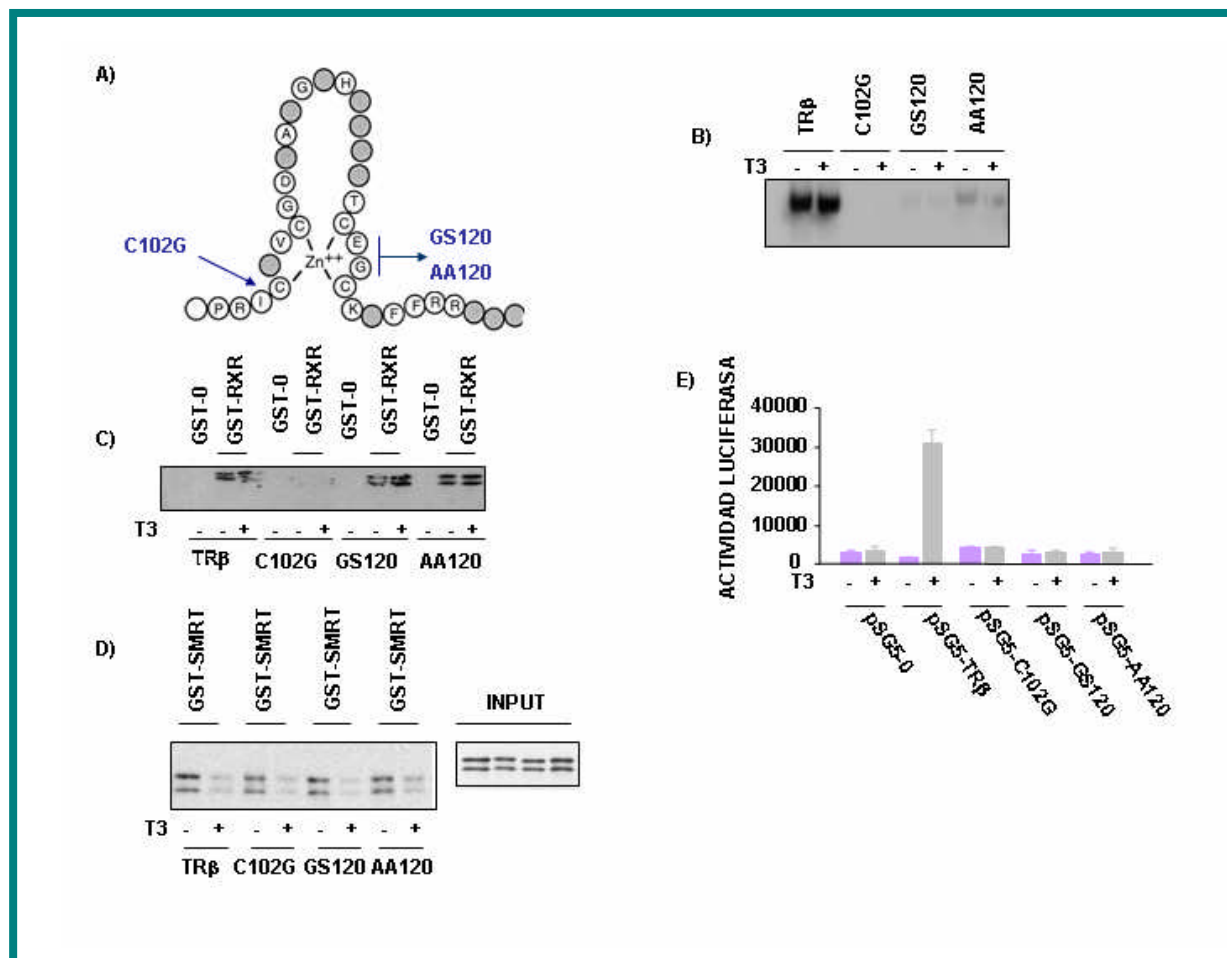 A)
G H
A
D
G
C
V
C
I
R
P
Zn++
T
C
E
G
C
K F F R R
C102G
GS120
AA120
B)
TRβ C102G GS120 AA120
T3 - + - + - + - +
C)
GST-0 GST-RXR GST-0 GST-RXR GST-0 GST-RXR GST-0 GST-RXR
T3 - - + - - + - - + - - +
TRβ C102G GS120 AA120
D)
GST-SMRT GST-SMRT GST-SMRT GST-SMRT
INPUT
T3 - + - + - + - +
TRβ C102G GS120 AA120
E)
ACTIVIDAD LUCIFERASA
40000
30000
20000
10000
0
T3 - + - + - + - + - +
pSG5-0 pSG5-TRβ pSG5-C102G pSG5-GS120 pSG5-AA120